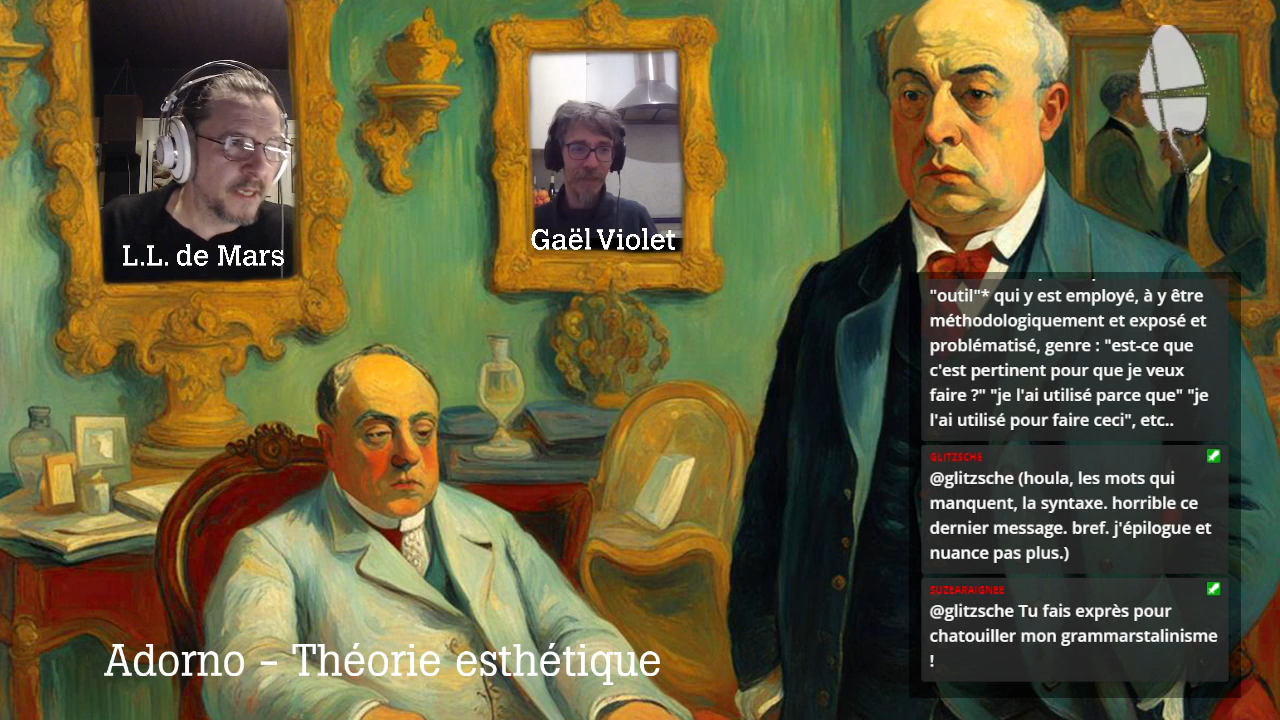 L.L. de Mars
Gaël Violet
"outil"* qui y est employé, à y être
méthodologiquement et exposé et
problématisé, genre : "est-ce que
c'est pertinent pour que je veux
faire ?" "je l'ai utilisé parce que" "je
l'ai utilisé pour faire ceci", etc..
GLITZSCHE
@glitzsche (houla, les mots qui
manquent, la syntaxe. horrible ce
dernier message. bref. j'épilogue et
nuance pas plus.)
SUZEARAIGNEE
@glitzsche Tu fais exprès pour
chatouiller mon grammarstalinisme
!
Adorno – Théorie esthétique